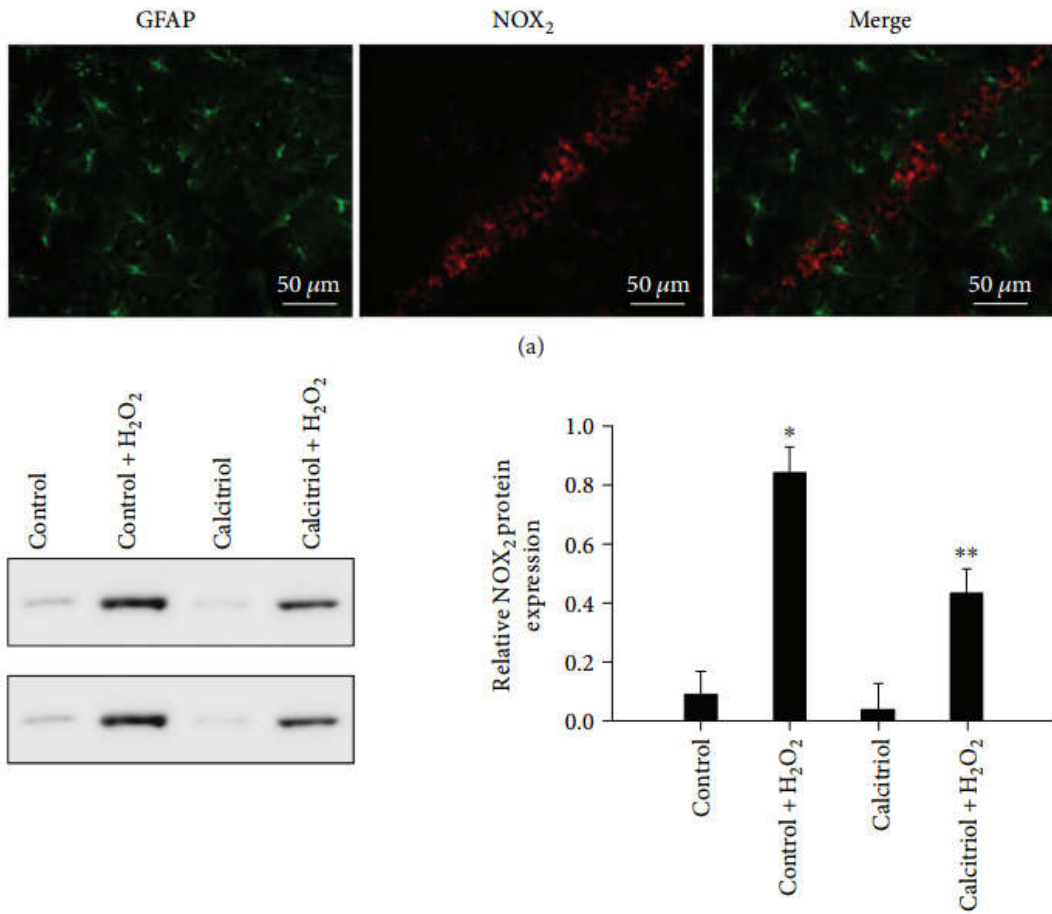 GFAP
NOX₂
Merge
50 μm
50 μm
50 μm
(a)
Control
Control + H₂O₂
Calcitriol
Calcitriol + H₂O₂
Relative NOX₂ protein
expression
1.0
0.8
0.6
0.4
0.2
0.0
*
**
Control
Control + H₂O₂
Calcitriol
Calcitriol + H₂O₂